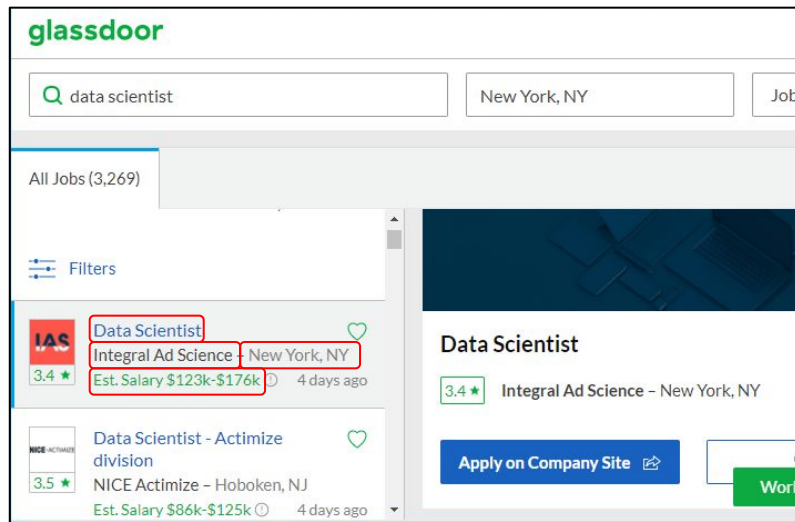 glassdoor
data scientist
New York, NY
Job
All Jobs (3,269)
Filters
IAS
3.4 ★
Data Scientist
Integral Ad Science – New York, NY
Est. Salary $123k-$176k
4 days ago
NICE ACTIMIZE
3.5 ★
Data Scientist - Actimize
division
NICE Actimize – Hoboken, NJ
Est. Salary $86k-$125k
4 days ago
Data Scientist
3.4 ★ Integral Ad Science – New York, NY
Apply on Company Site
Work